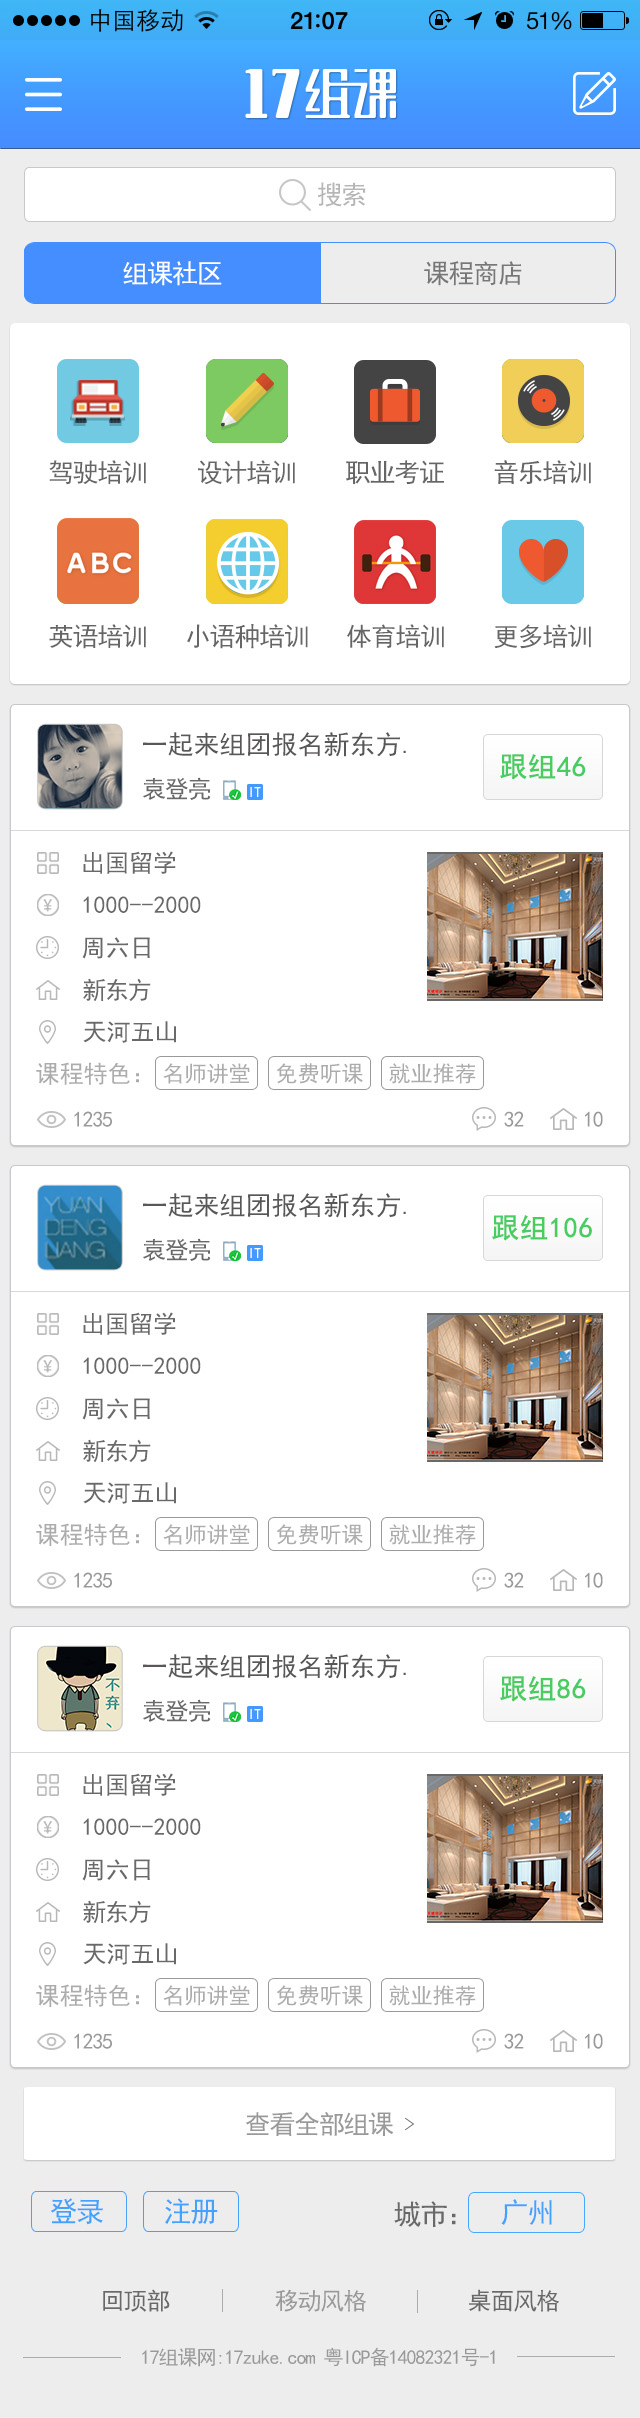 中国移动 21:07 51%
17组课
搜索
组课社区 课程商店
驾驶培训 设计培训 职业考证 音乐培训
ABC
英语培训 小语种培训 体育培训 更多培训
一起来组团报名新东方.
跟组46
袁登亮 IT
出国留学
1000--2000
周六日
新东方
天河五山
课程特色： 名师讲堂 免费听课 就业推荐
1235 32 10
YUAN
DENG
LIANG
一起来组团报名新东方.
跟组106
袁登亮 IT
出国留学
1000--2000
周六日
新东方
天河五山
课程特色： 名师讲堂 免费听课 就业推荐
1235 32 10
不弃、
一起来组团报名新东方.
跟组86
袁登亮 IT
出国留学
1000--2000
周六日
新东方
天河五山
课程特色： 名师讲堂 免费听课 就业推荐
1235 32 10
查看全部组课 >
登录 注册 城市： 广州
回顶部 移动风格 桌面风格
17组课网:17zuke.com 粤ICP备14082321号-1